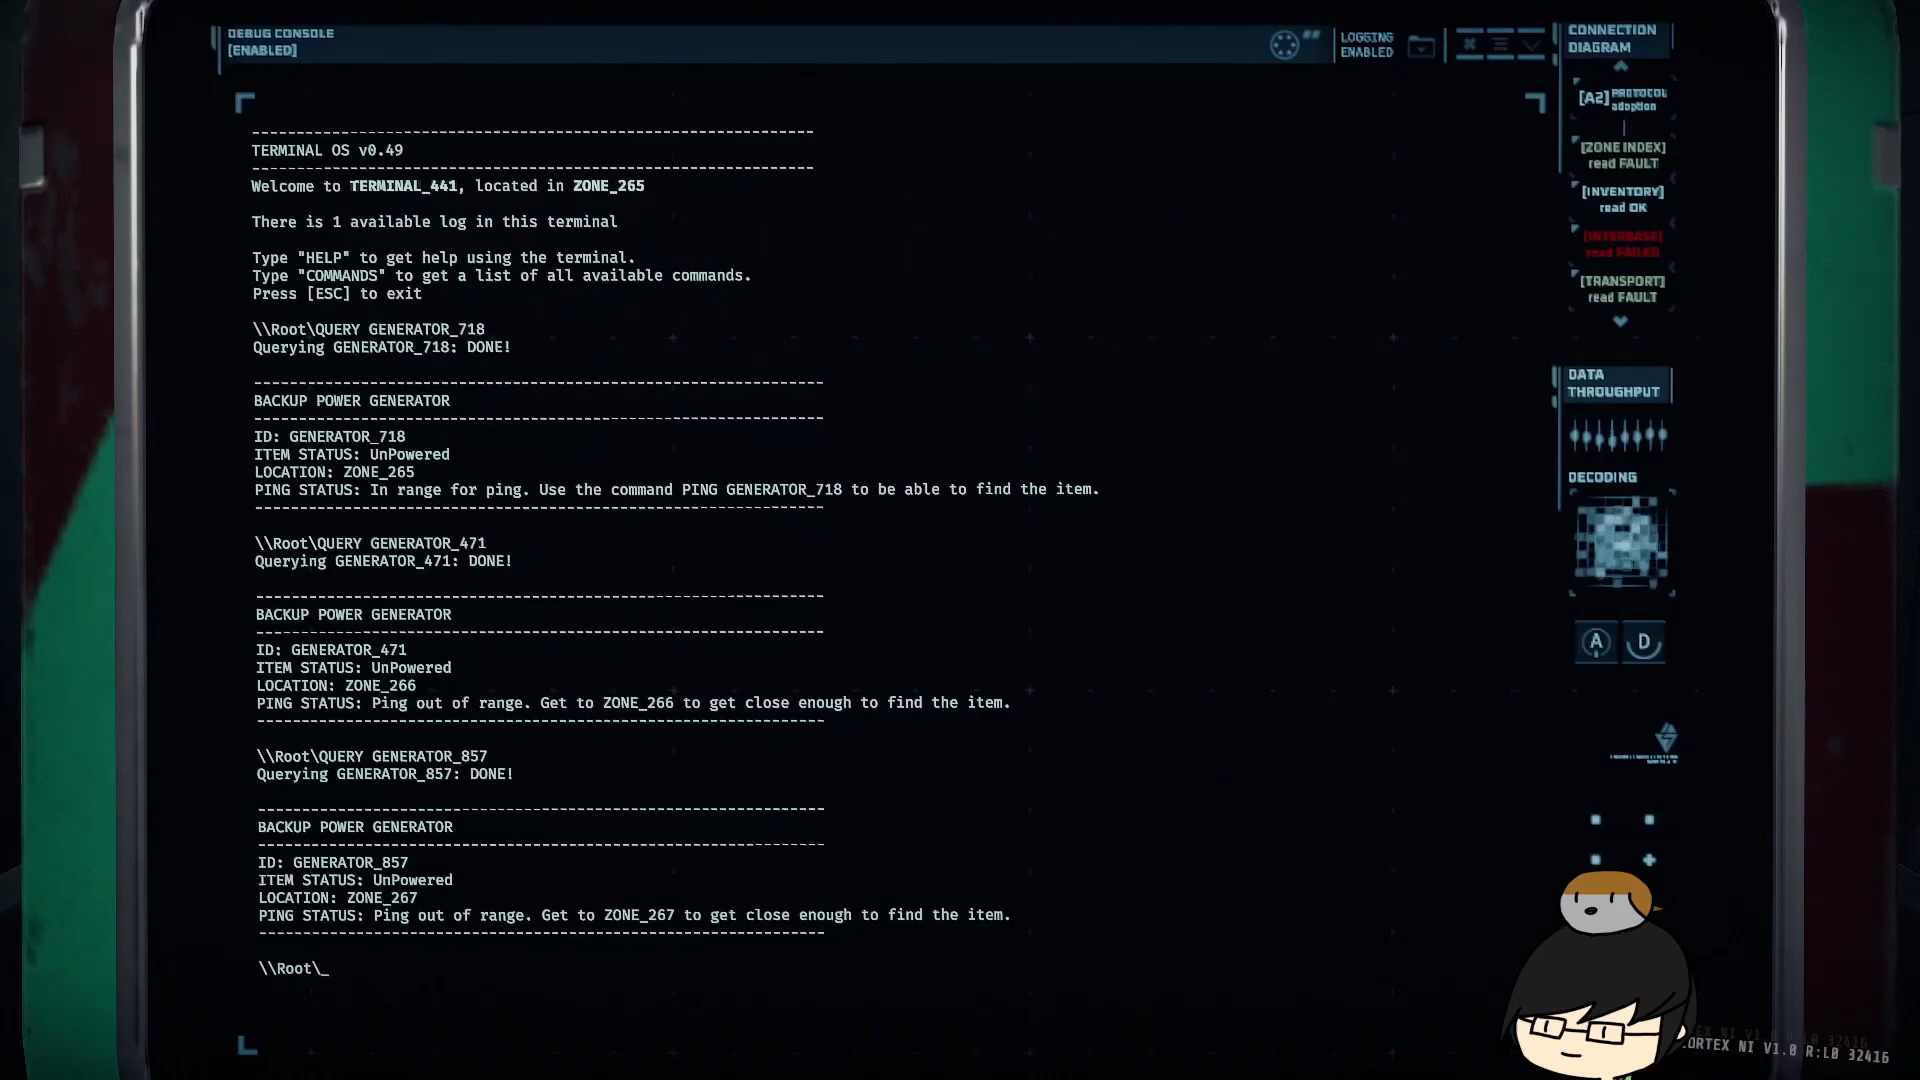 DEBUG CONSOLE
[ENABLED]
LOGGING
ENABLED
---------------------------------------------------------------
TERMINAL OS v0.49
---------------------------------------------------------------
Welcome to TERMINAL_441, located in ZONE_265
There is 1 available log in this terminal
Type "HELP" to get help using the terminal.
Type "COMMANDS" to get a list of all available commands.
Press [ESC] to exit
\\Root\QUERY GENERATOR_718
Querying GENERATOR_718: DONE!
----------------------------------------------------------------
BACKUP POWER GENERATOR
----------------------------------------------------------------
ID: GENERATOR_718
ITEM STATUS: UnPowered
LOCATION: ZONE_265
PING STATUS: In range for ping. Use the command PING GENERATOR_718 to be able to find the item.
----------------------------------------------------------------
\\Root\QUERY GENERATOR_471
Querying GENERATOR_471: DONE!
----------------------------------------------------------------
BACKUP POWER GENERATOR
----------------------------------------------------------------
ID: GENERATOR_471
ITEM STATUS: UnPowered
LOCATION: ZONE_266
PING STATUS: Ping out of range. Get to ZONE_266 to get close enough to find the item.
----------------------------------------------------------------
\\Root\QUERY GENERATOR_857
Querying GENERATOR_857: DONE!
----------------------------------------------------------------
BACKUP POWER GENERATOR
----------------------------------------------------------------
ID: GENERATOR_857
ITEM STATUS: UnPowered
LOCATION: ZONE_267
PING STATUS: Ping out of range. Get to ZONE_267 to get close enough to find the item.
----------------------------------------------------------------
\\Root\_
CONNECTION
DIAGRAM
[A2] PROTOCOL
adoption
[ZONE INDEX]
read FAULT
[INVENTORY]
read OK
[INTERBASE]
read FAILED
[TRANSPORT]
read FAULT
DATA
THROUGHPUT
DECODING
A D
NI V1.0 R:L0 32416